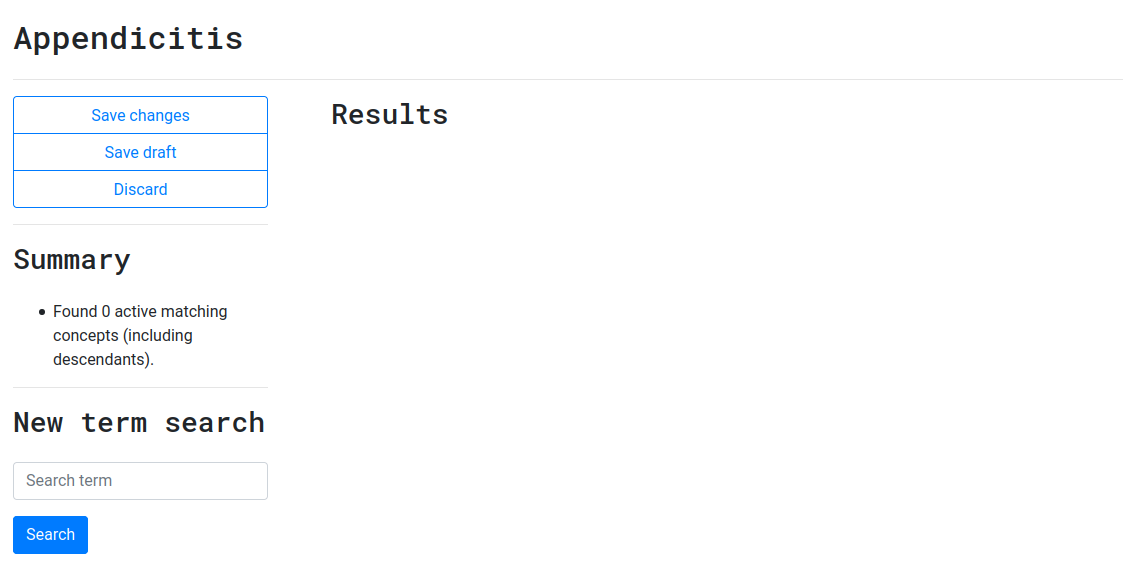 Appendicitis
Save changes
Save draft
Discard
Summary
Found 0 active matching
concepts (including
descendants).
New term search
Search term
Search
Results